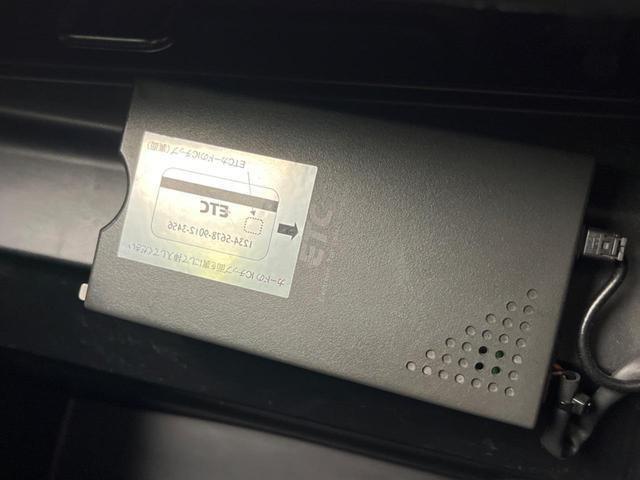 ETCカードのICチップ(裏面)
ETC
1234-5678-9012-3456
カードのICチップ面を裏にして挿入してください
ETC